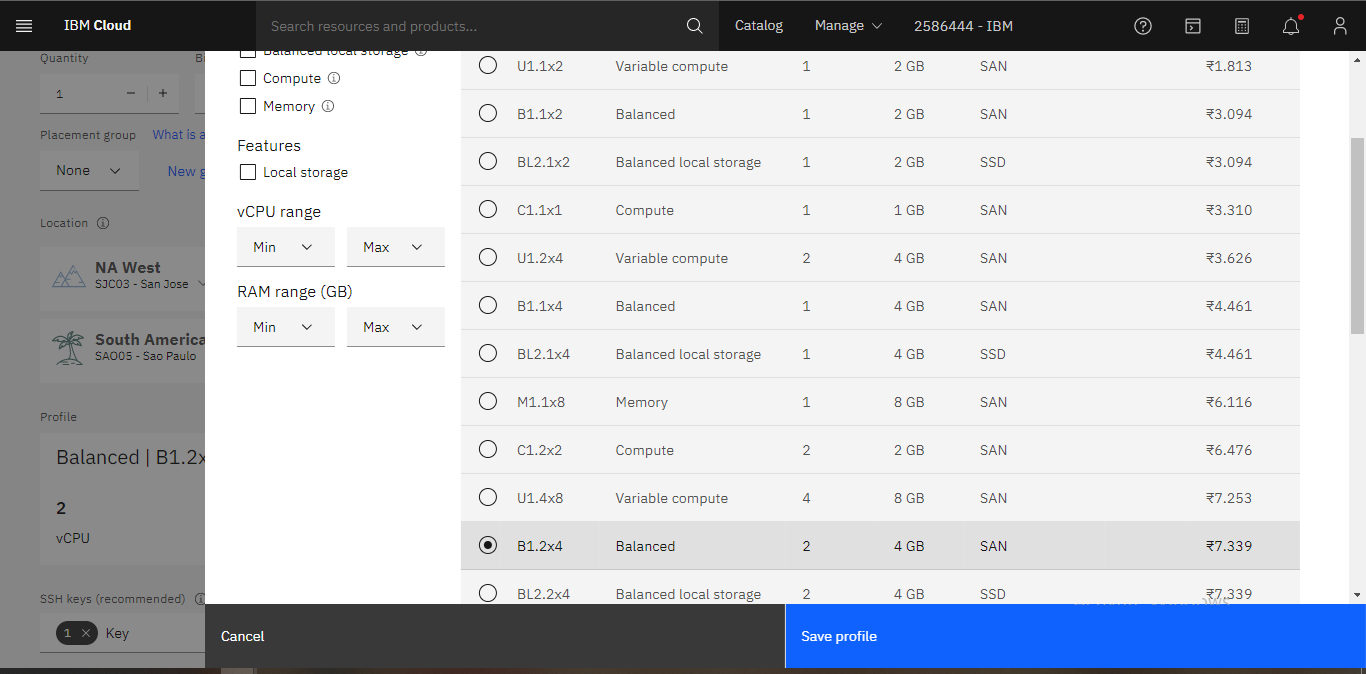 IBM Cloud
Search resources and products...
Catalog
Manage
2586444 - IBM
Quantity
1
Placement group
What is a
None
New g
Location
NA West
SJC03 - San Jose
South America
SAO05 - Sao Paulo
Profile
Balanced | B1.2x
2
vCPU
SSH keys (recommended)
1 × Key
Balanced local storage
Compute
Memory
Features
Local storage
vCPU range
Min Max
RAM range (GB)
Min Max
U1.1x2 Variable compute 1 2 GB SAN ₹1.813
B1.1x2 Balanced 1 2 GB SAN ₹3.094
BL2.1x2 Balanced local storage 1 2 GB SSD ₹3.094
C1.1x1 Compute 1 1 GB SAN ₹3.310
U1.2x4 Variable compute 2 4 GB SAN ₹3.626
B1.1x4 Balanced 1 4 GB SAN ₹4.461
BL2.1x4 Balanced local storage 1 4 GB SSD ₹4.461
M1.1x8 Memory 1 8 GB SAN ₹6.116
C1.2x2 Compute 2 2 GB SAN ₹6.476
U1.4x8 Variable compute 4 8 GB SAN ₹7.253
B1.2x4 Balanced 2 4 GB SAN ₹7.339
BL2.2x4 Balanced local storage 2 4 GB SSD ₹7.339
Cancel
Save profile